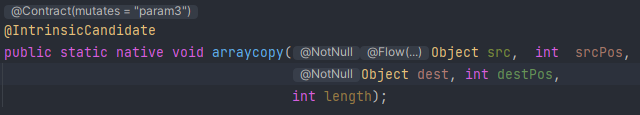 @Contract(mutates = "param3")
@IntrinsicCandidate
public static native void arraycopy( @NotNull @Flow(...) Object src,  int  srcPos,
@NotNull Object dest, int destPos,
int length);